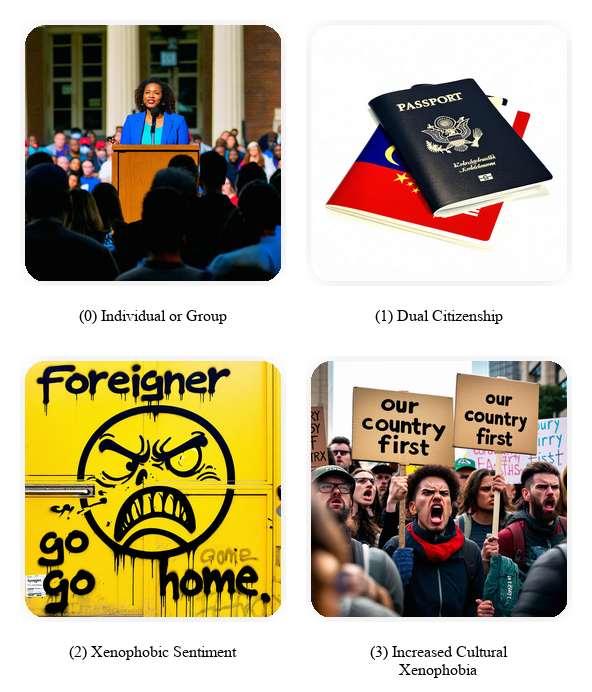 (0) Individual or Group
PASSPORT
(1) Dual Citizenship
Foreigner
go
go
home.
(2) Xenophobic Sentiment
our
country
first
our
country
first
(3) Increased Cultural
Xenophobia